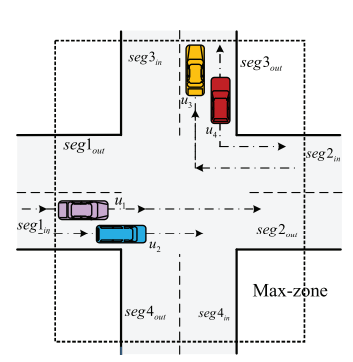 seg3in
seg3out
u3
u4
seg1out
seg2in
u1
seg1in
seg2out
u2
Max-zone
seg4out
seg4in